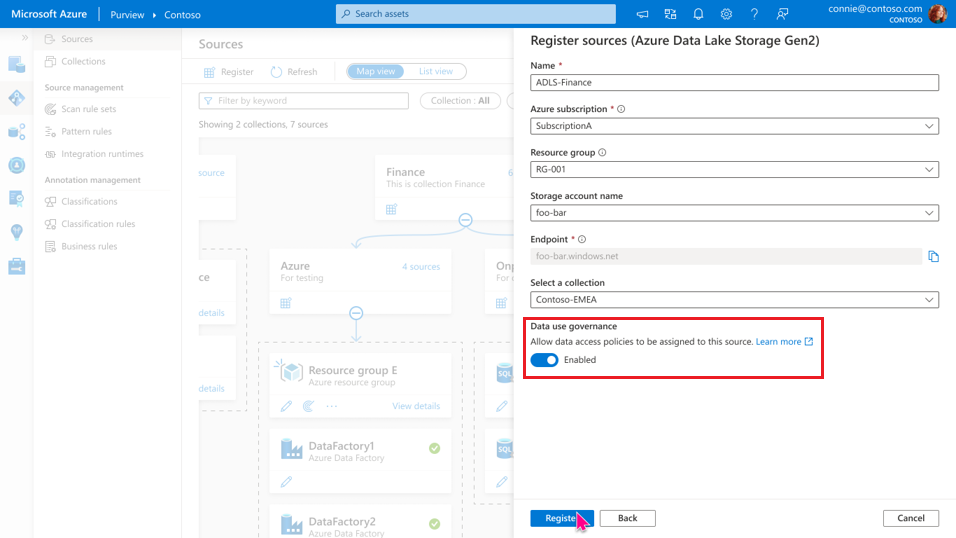 Microsoft Azure
Purview
Contoso
Search assets
connie@contoso.com
CONTOSO
Sources
Collections
Source management
Scan rule sets
Pattern rules
Integration runtimes
Annotation management
Classifications
Classification rules
Business rules
Sources
Register
Refresh
Map view
List view
Filter by keyword
Collection : All
Showing 2 collections, 7 sources
source
Finance
6
This is collection Finance
Azure
4 sources
For testing
details
details
Resource group E
Azure resource group
View details
DataFactory1
Azure Data Factory
DataFactory2
Azure Data Factory
SQL
SQL
Register sources (Azure Data Lake Storage Gen2)
Name *
ADLS-Finance
Azure subscription *
SubscriptionA
Resource group
RG-001
Storage account name
foo-bar
Endpoint *
foo-bar.windows.net
Select a collection
Contoso-EMEA
Data use governance
Allow data access policies to be assigned to this source. Learn more
Enabled
Register
Back
Cancel